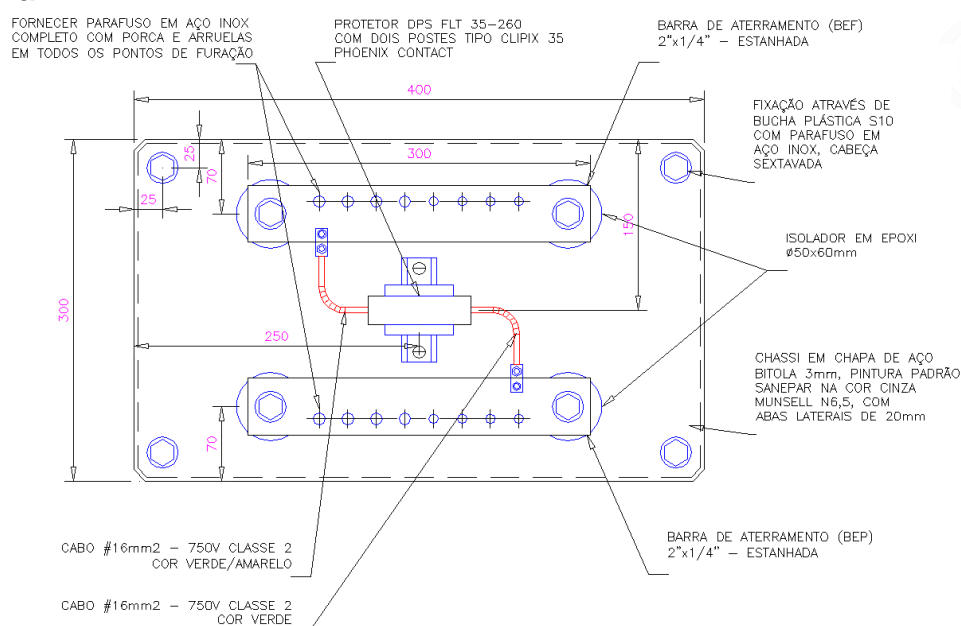 FORNECER PARAFUSO EM AÇO INOX
COMPLETO COM PORCA E ARRUELAS
EM TODOS OS PONTOS DE FURAÇÃO
PROTETOR DPS FLT 35-260
COM DOIS POSTES TIPO CLIPIX 35
PHOENIX CONTACT
BARRA DE ATERRAMENTO (BEF)
2"x1/4" - ESTANHADA
400
FIXAÇÃO ATRAVÉS DE
BUCHA PLÁSTICA S10
COM PARAFUSO EM
AÇO INOX, CABEÇA
SEXTAVADA
300
25
70
25
150
ISOLADOR EM EPOXI
ø50x60mm
300
250
CHASSI EM CHAPA DE AÇO
BITOLA 3mm, PINTURA PADRÃO
SANEPAR NA COR CINZA
MUNSELL N6,5, COM
ABAS LATERAIS DE 20mm
70
CABO #16mm2 - 750V CLASSE 2
COR VERDE/AMARELO
BARRA DE ATERRAMENTO (BEP)
2"x1/4" - ESTANHADA
CABO #16mm2 - 750V CLASSE 2
COR VERDE